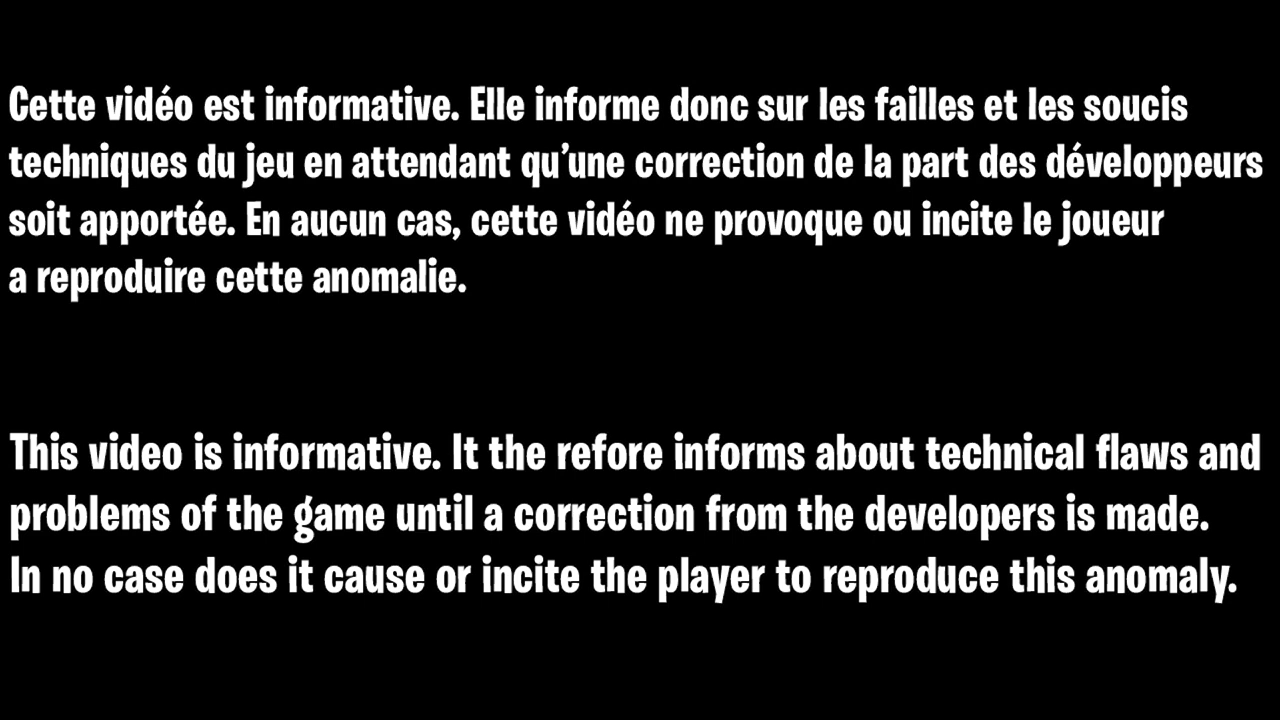 Cette vidéo est informative. Elle informe donc sur les failles et les soucis
techniques du jeu en attendant qu’une correction de la part des développeurs
soit apportée. En aucun cas, cette vidéo ne provoque ou incite le joueur
a reproduire cette anomalie.
This video is informative. It the refore informs about technical flaws and
problems of the game until a correction from the developers is made.
In no case does it cause or incite the player to reproduce this anomaly.